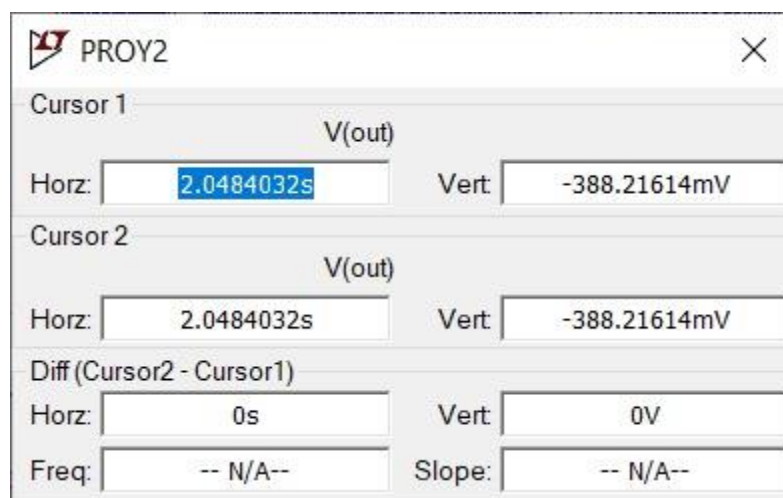 PROY2
Cursor 1
V(out)
Horz: 2.0484032s Vert: -388.21614mV
Cursor 2
V(out)
Horz: 2.0484032s Vert: -388.21614mV
Diff (Cursor2 - Cursor1)
Horz: 0s Vert: 0V
Freq: -- N/A-- Slope: -- N/A--